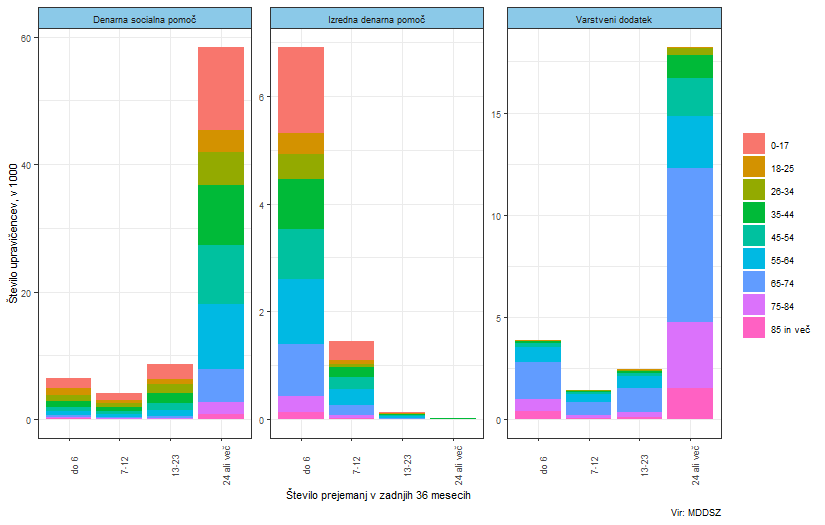 Denarna socialna pomoč
Izredna denarna pomoč
Varstveni dodatek
Število upravičencev, v 1000
60
40
20
0
6
4
2
0
15
10
5
0
do 6
7-12
13-23
24 ali več
do 6
7-12
13-23
24 ali več
do 6
7-12
13-23
24 ali več
Število prejemanj v zadnjih 36 mesecih
0-17
18-25
26-34
35-44
45-54
55-64
65-74
75-84
85 in več
Vir: MDDSZ